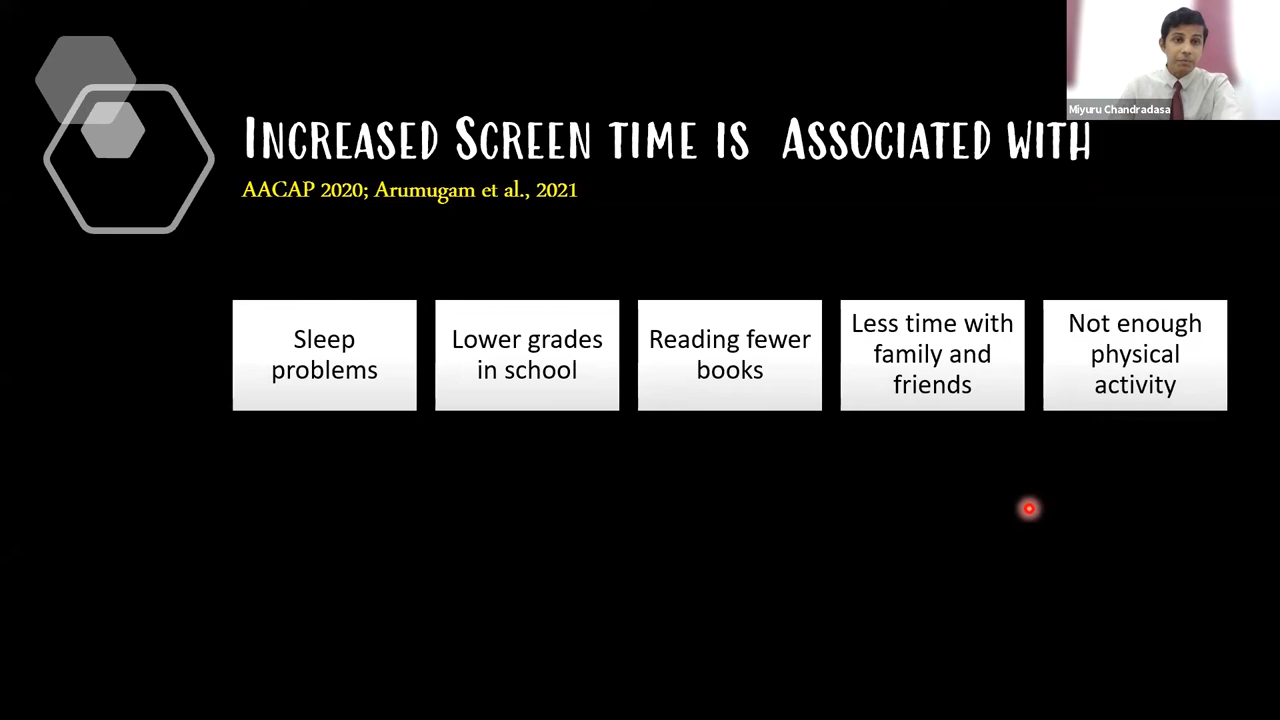 Miyuru Chandradasa
INCREASED SCREEN TIME IS ASSOCIATED WITH
AACAP 2020; Arumugam et al., 2021
Sleep
problems
Lower grades
in school
Reading fewer
books
Less time with
family and
friends
Not enough
physical
activity